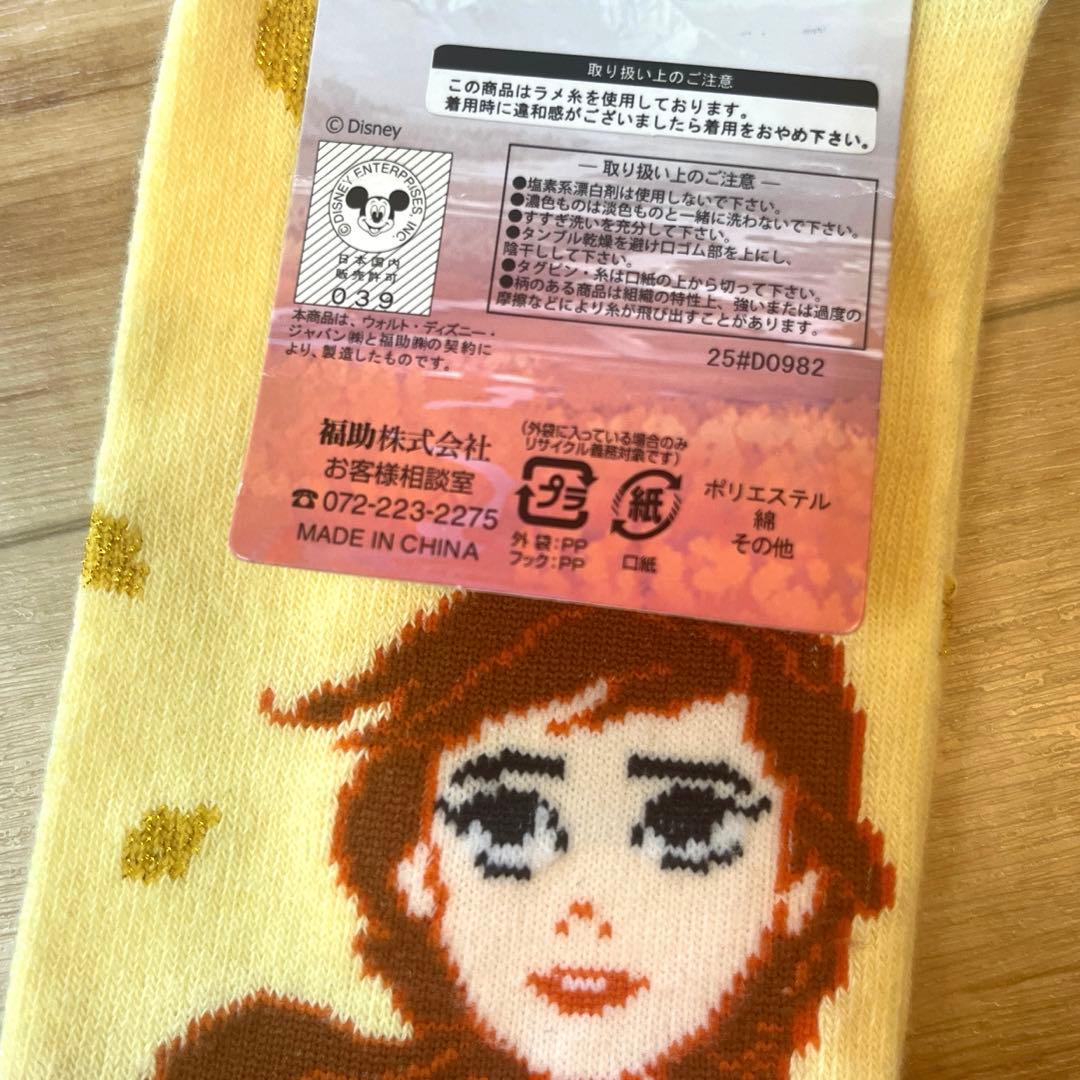 取り扱い上のご注意
この商品はラメ糸を使用しております。
着用時に違和感がございましたら着用をおやめ下さい。
© Disney
© DISNEY ENTERPRISES, INC.
日本国内
販売許可
039
本商品は、ウォルト・ディズニー・
ジャパン㈱と福助㈱の契約に
より、製造したものです。
― 取り扱い上のご注意 ―
●塩素系漂白剤は使用しないで下さい。
●濃色ものは淡色ものと一緒に洗わないで下さい。
●すすぎ洗いを充分して下さい。
●タンブル乾燥を避け口ゴム部を上にし、
陰干しして下さい。
●タグピン・糸は口紙の上から切って下さい。
●柄のある商品は組織の特性上、強いまたは過度の
摩擦などにより糸が飛び出すことがあります。
25#D0982
福助株式会社
お客様相談室
☎072-223-2275
MADE IN CHINA
(外袋に入っている場合のみ
リサイクル義務対象です)
プラ
外袋:PP
フック:PP
紙
口紙
ポリエステル
綿
その他